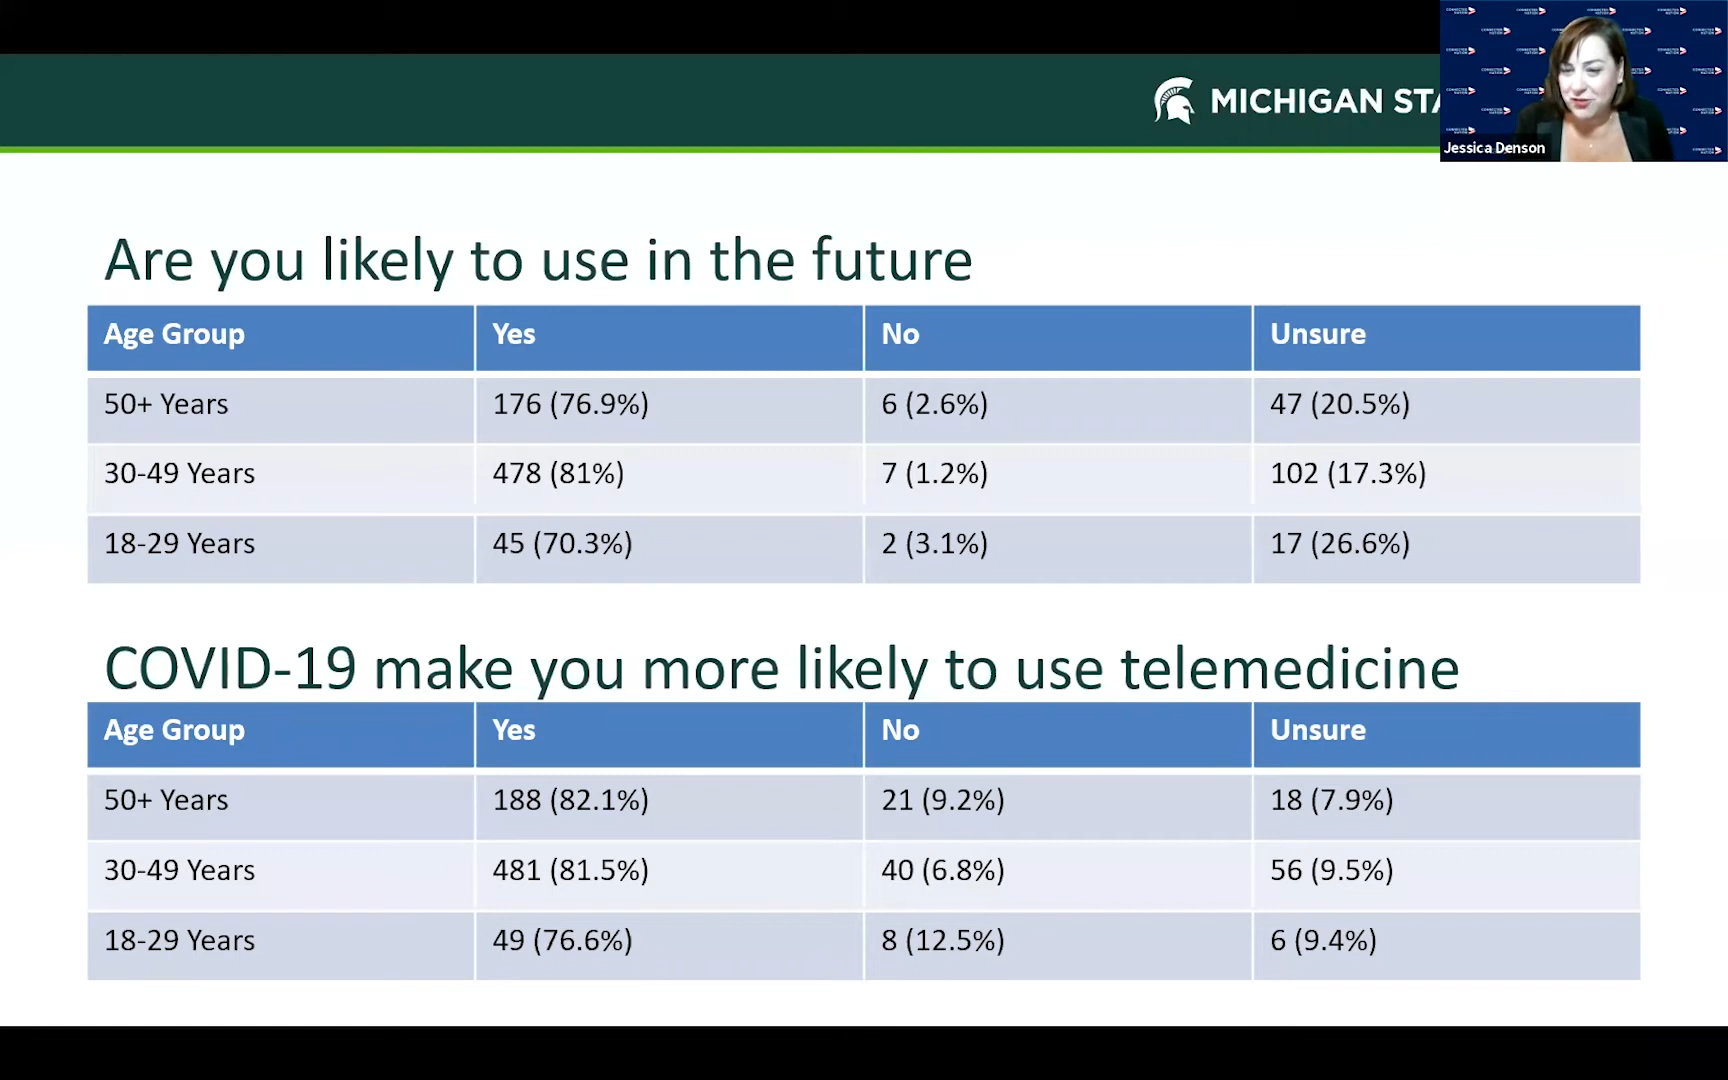 MICHIGAN STA
Jessica Denson
Are you likely to use in the future
Age Group Yes No Unsure
50+ Years 176 (76.9%) 6 (2.6%) 47 (20.5%)
30-49 Years 478 (81%) 7 (1.2%) 102 (17.3%)
18-29 Years 45 (70.3%) 2 (3.1%) 17 (26.6%)
COVID-19 make you more likely to use telemedicine
Age Group Yes No Unsure
50+ Years 188 (82.1%) 21 (9.2%) 18 (7.9%)
30-49 Years 481 (81.5%) 40 (6.8%) 56 (9.5%)
18-29 Years 49 (76.6%) 8 (12.5%) 6 (9.4%)